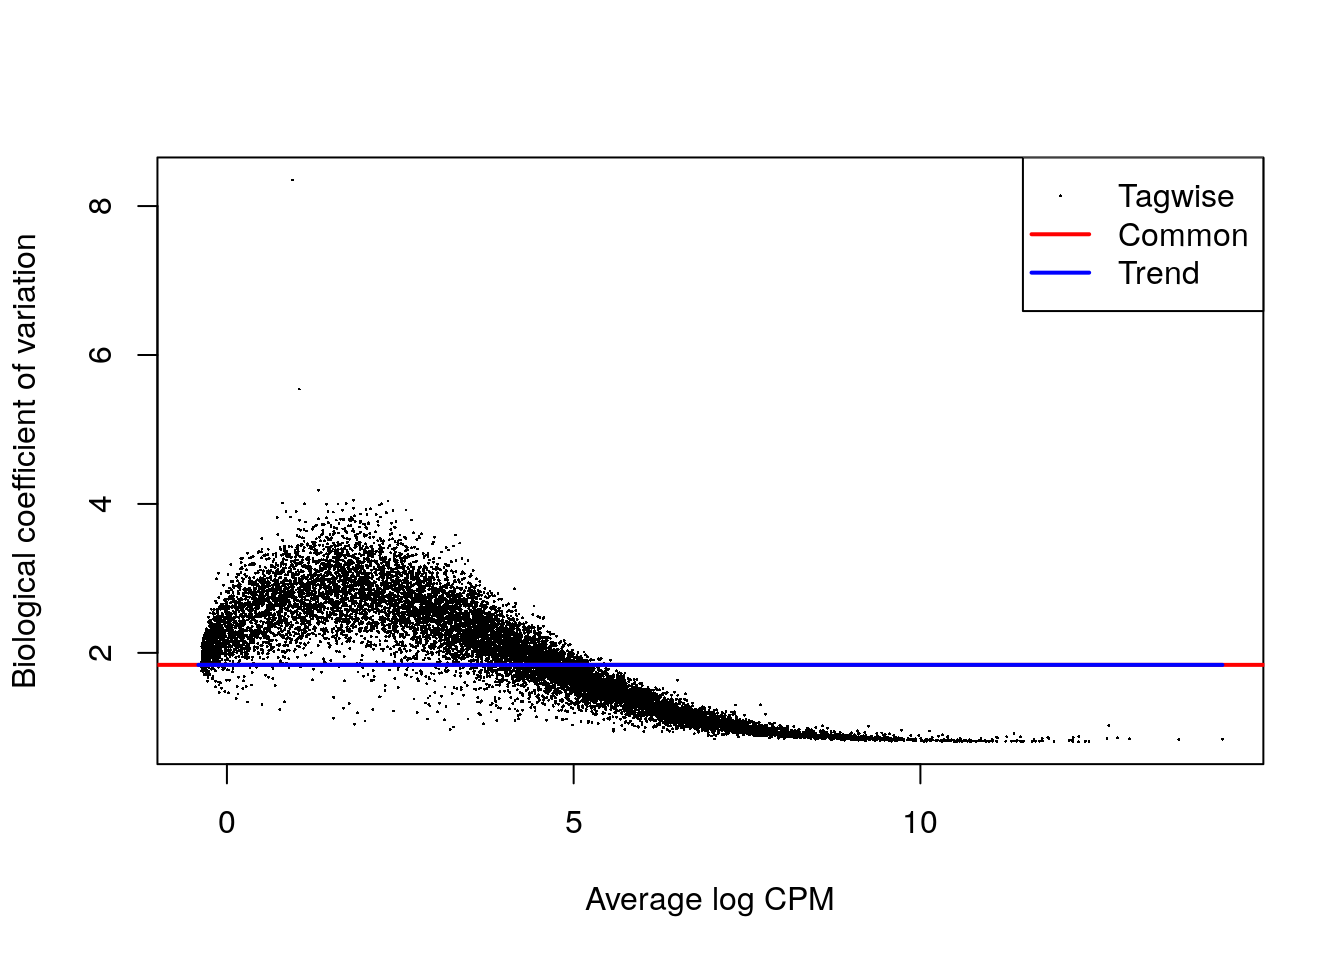 Tagwise
Common
Trend
Biological coefficient of variation
8
6
4
2
0 5 10
Average log CPM